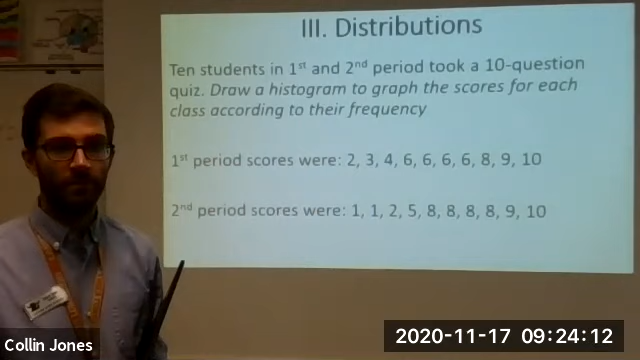 III. Distributions
Ten students in 1st and 2nd period took a 10-question
quiz. Draw a histogram to graph the scores for each
class according to their frequency
1st period scores were: 2, 3, 4, 6, 6, 6, 6, 8, 9, 10
2nd period scores were: 1, 1, 2, 5, 8, 8, 8, 8, 9, 10
Collin Jones
2020-11-17 09:24:12